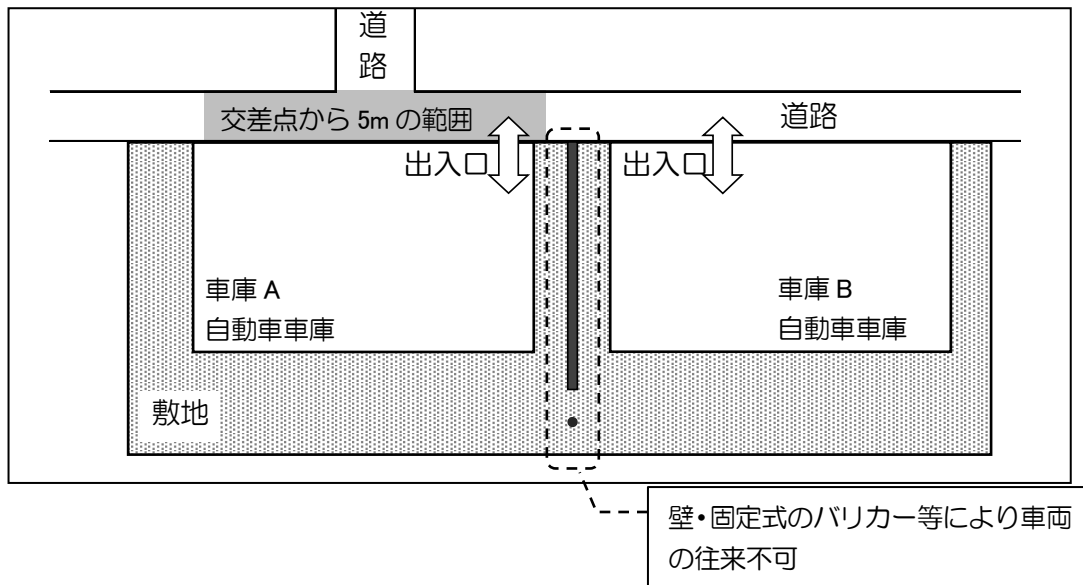 道
路
交差点から 5m の範囲
道路
出入口
出入口
車庫 A
自動車車庫
車庫 B
自動車車庫
敷地
壁・固定式のバリカー等により車両
の往来不可